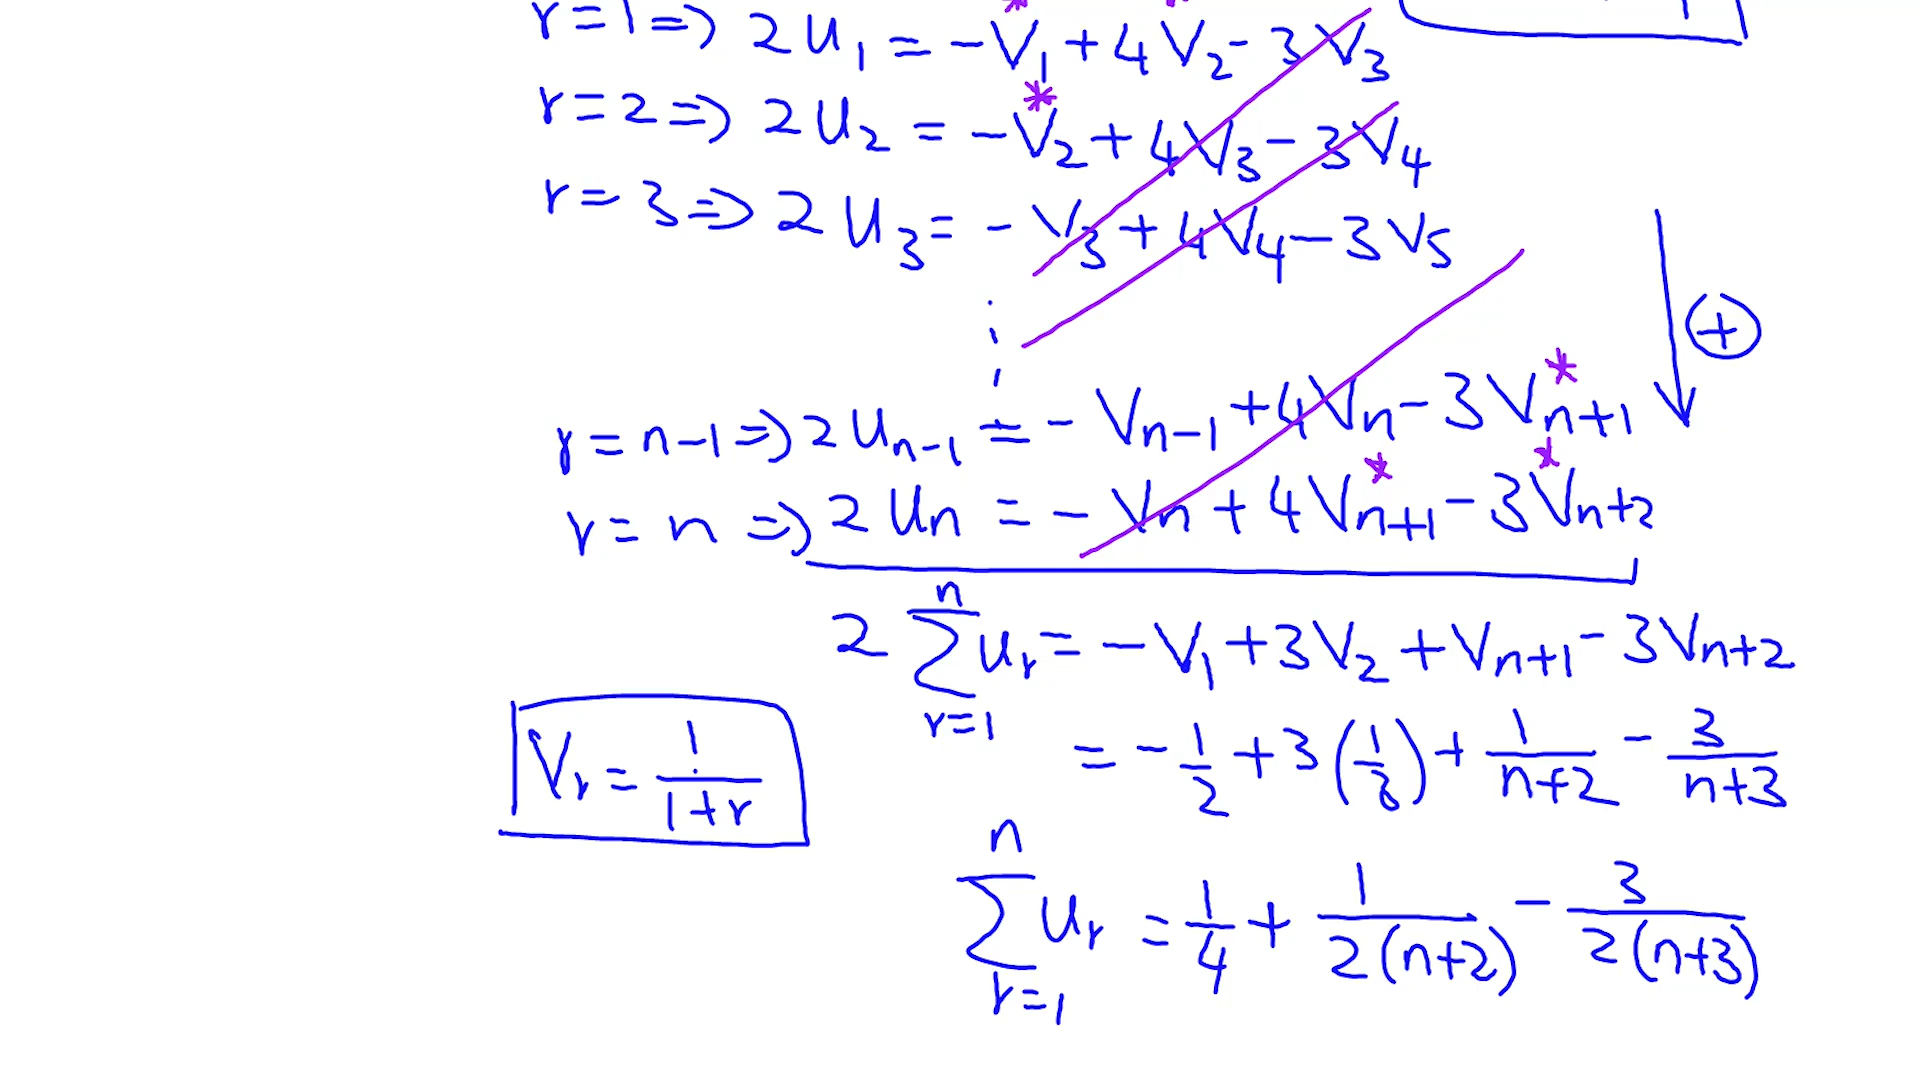 r=1 => 2U₁ = -V₁ + 4V₂ - 3V₃
r=2 => 2U₂ = -V₂ + 4V₃ - 3V₄
r=3 => 2U₃ = -V₃ + 4V₄ - 3V₅
⋮
r=n-1 => 2Uₙ₋₁ = -Vₙ₋₁ + 4Vₙ - 3Vₙ₊₁
(+)
r=n => 2Uₙ = -Vₙ + 4Vₙ₊₁ - 3Vₙ₊₂
2 ∑_{r=1}^{n} uᵣ = -V₁ + 3V₂ + Vₙ₊₁ - 3Vₙ₊₂
= -1/2 + 3(1/3) + 1/(n+2) - 3/(n+3)
Vᵣ = 1/(1+r)
∑_{r=1}^{n} uᵣ = 1/4 + 1/(2(n+2)) - 3/(2(n+3))